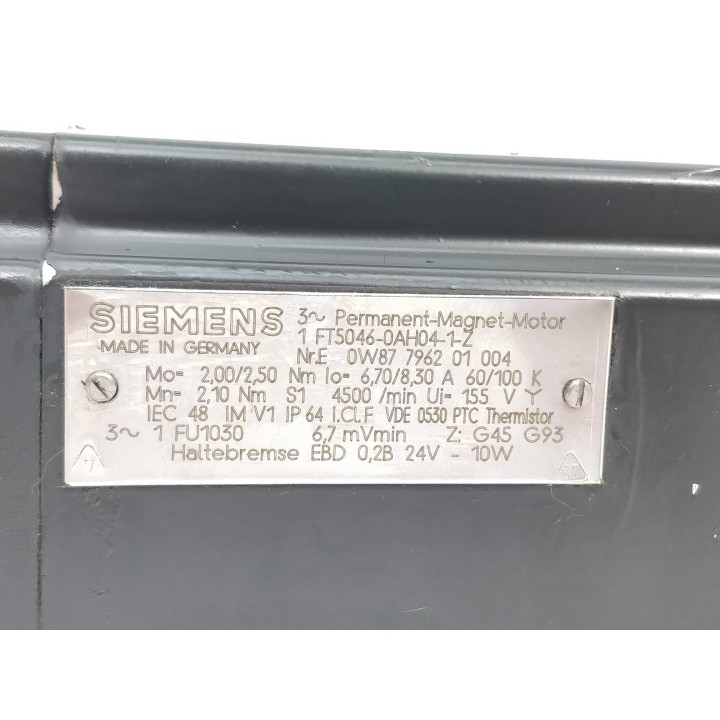 SIEMENS 3~ Permanent-Magnet-Motor
MADE IN GERMANY 1 FT5046-0AH04-1-Z
Nr.E 0W87 7962 01 004
Mo= 2,00/2,50 Nm Io= 6,70/8,30 A 60/100 K
Mn= 2,10 Nm S1 4500 /min Ui= 155 V Y
IEC 48 IM V1 IP 64 I.Cl.F VDE 0530 PTC Thermistor
3~ 1 FU1030 6,7 mV/min Z: G45 G93
Haltebremse EBD 0,2B 24V - 10W